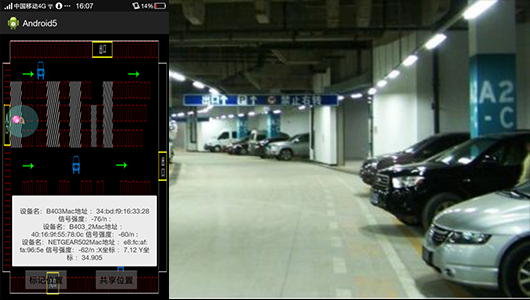 中国移动4G
16:07
14%
Android5
设备名: B403Mac地址 : 34:bd:f9:16:33:28
信号强度: -76/n :
设备名: B403_2Mac地址 :
40:16:9f:55:78:0c 信号强度: -60/n :
设备名: NETGEAR502Mac地址 : e8:fc:af:
fa:96:5e 信号强度: -62/n :X坐标 : 7.12 Y坐
标 : 34.905
标记位置
共享位置
出口 P 禁止右转
A2
-C